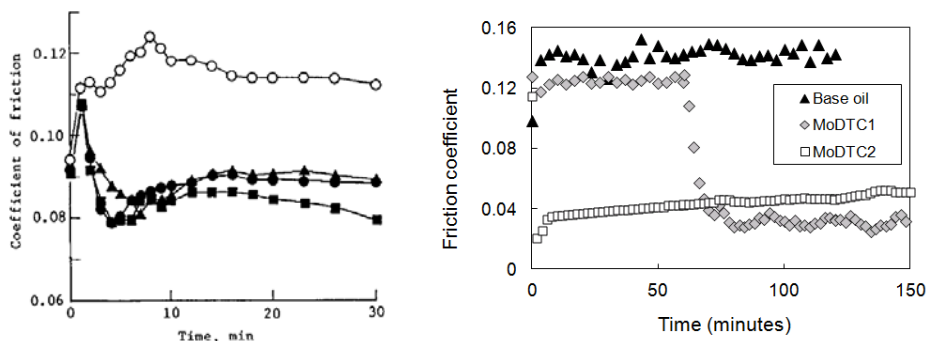 0.12
0.10
0.08
0.06
Coefficient of friction
0
5
10
20
30
Time, min
0.16
0.12
0.08
0.04
0
Friction coefficient
Base oil
MoDTC1
MoDTC2
0
50
100
150
Time (minutes)